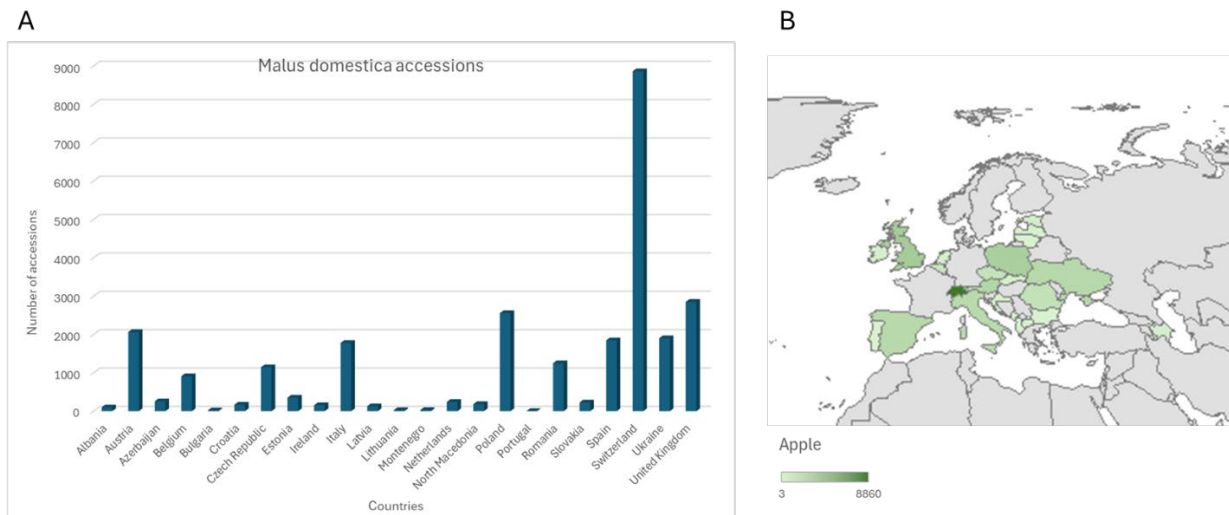 A
Malus domestica accessions
Number of accessions
9000
8000
7000
6000
5000
4000
3000
2000
1000
0
Albania
Austria
Azerbaijan
Belgium
Bulgaria
Croatia
Czech Republic
Estonia
Ireland
Italy
Latvia
Lithuania
Montenegro
Netherlands
North Macedonia
Poland
Portugal
Romania
Slovakia
Spain
Switzerland
Ukraine
United Kingdom
Countries
B
Apple
3 8860